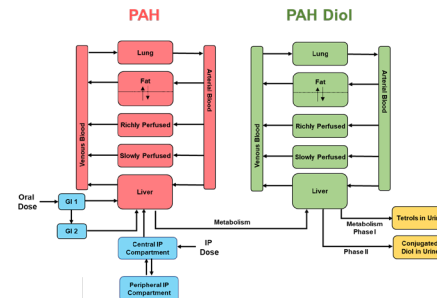 PAH
PAH Diol
Lung
Fat
Richly Perfused
Slowly Perfused
Liver
Venous Blood
Arterial Blood
Lung
Fat
Richly Perfused
Slowly Perfused
Liver
Venous Blood
Arterial Blood
Oral
Dose
GI 1
GI 2
Metabolism
Central IP
Compartment
IP
Dose
Peripheral IP
Compartment
Metabolism
Phase I
Phase II
Tetrols in Urine
Conjugated
Diol in Urine